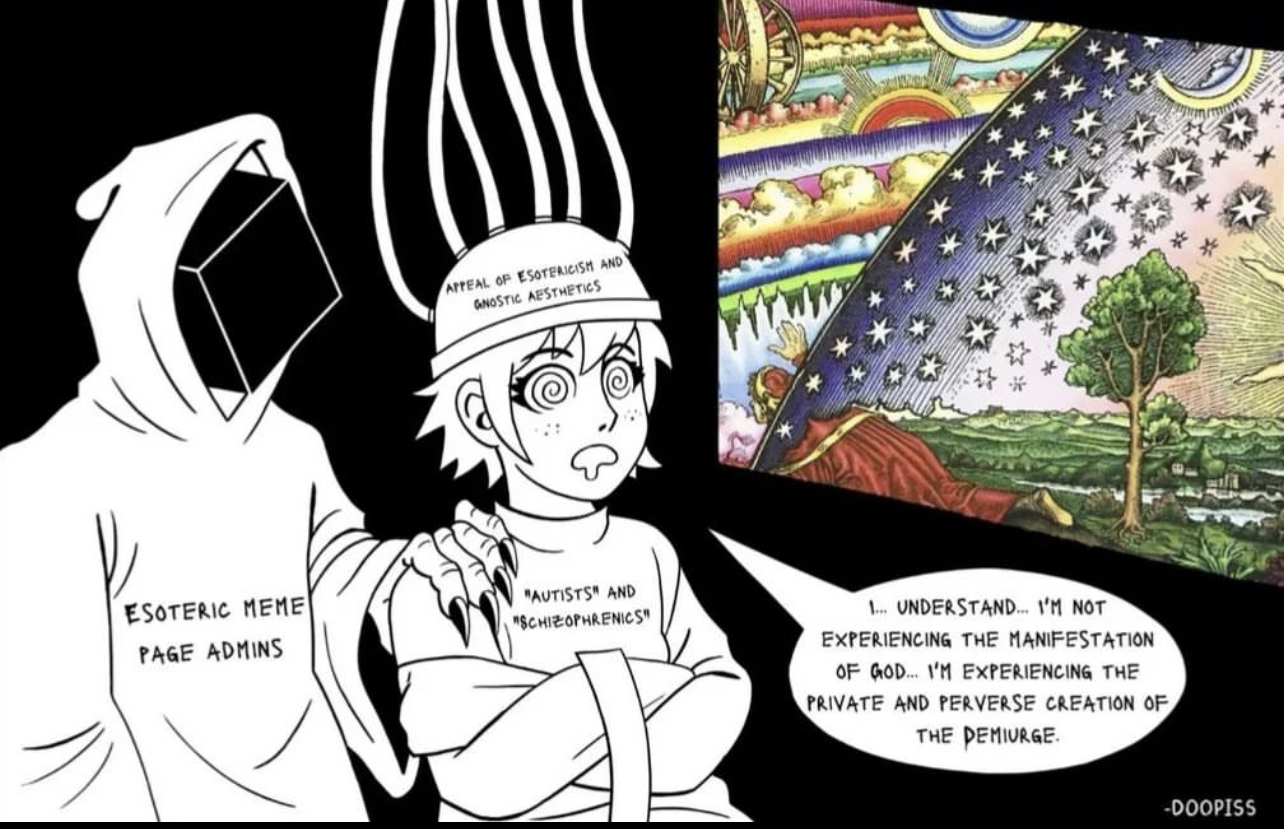 APPEAL OF ESOTERICISM AND
GNOSTIC AESTHETICS
ESOTERIC MEME
PAGE ADMINS
"AUTISTS" AND
"SCHIZOPHRENICS"
I... UNDERSTAND... I'M NOT
EXPERIENCING THE MANIFESTATION
OF GOD... I'M EXPERIENCING THE
PRIVATE AND PERVERSE CREATION OF
THE DEMIURGE.
-DOOPISS